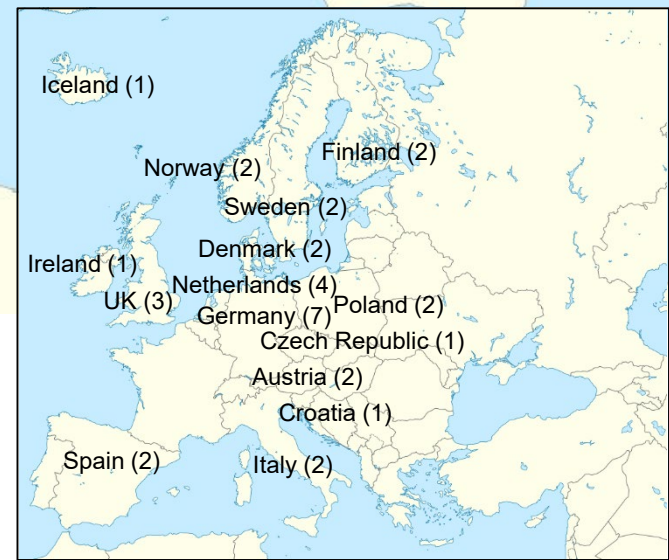 Iceland (1)
Norway (2)
Finland (2)
Sweden (2)
Denmark (2)
Ireland (1)
Netherlands (4)
UK (3)
Poland (2)
Germany (7)
Czech Republic (1)
Austria (2)
Croatia (1)
Spain (2)
Italy (2)